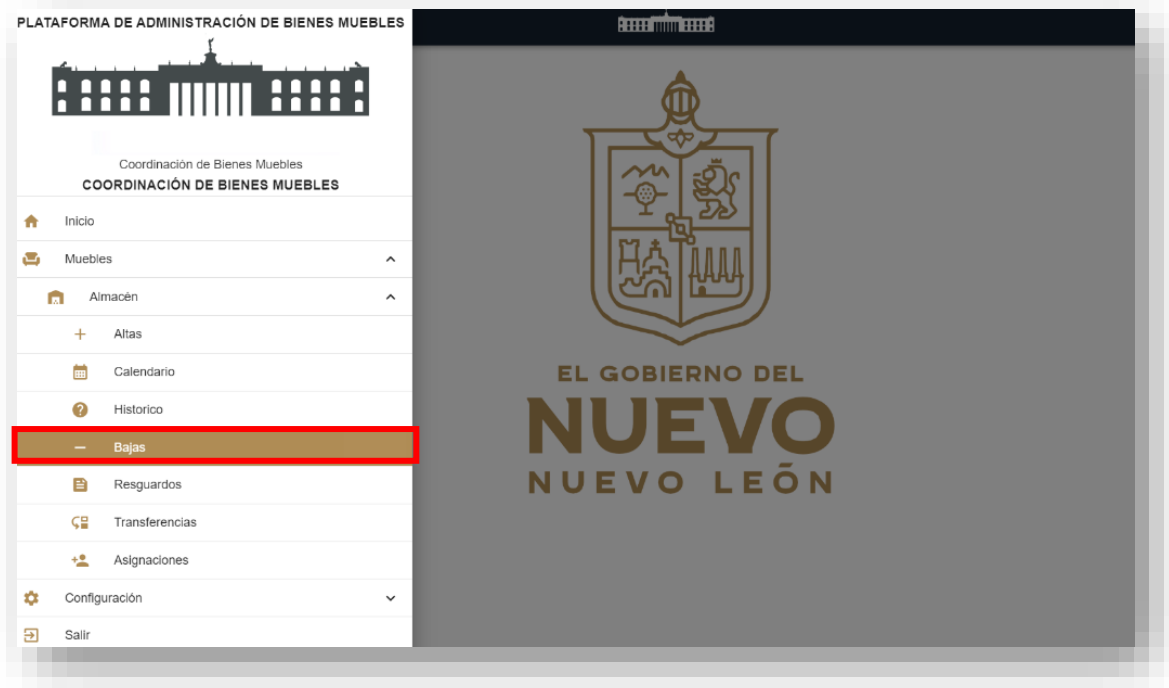 PLATAFORMA DE ADMINISTRACIÓN DE BIENES MUEBLES
Coordinación de Bienes Muebles
COORDINACIÓN DE BIENES MUEBLES
Inicio
Muebles
Almacén
Altas
Calendario
Historico
Bajas
Resguardos
Transferencias
Asignaciones
Configuración
Salir
EL GOBIERNO DEL
NUEVO
NUEVO LEÓN